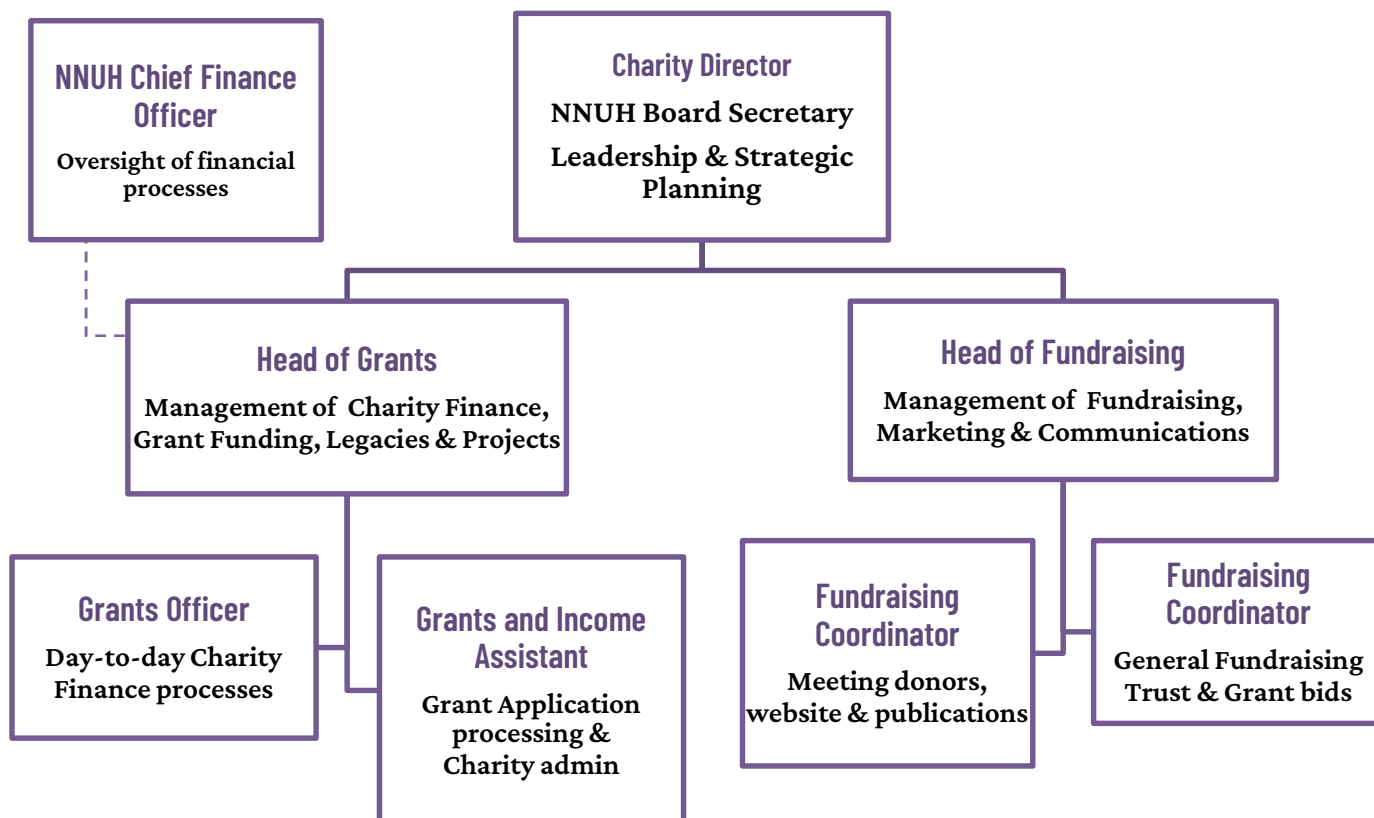 NNUH Chief Finance
Officer
Oversight of financial
processes
Charity Director
NNUH Board Secretary
Leadership & Strategic
Planning
Head of Grants
Management of Charity Finance,
Grant Funding, Legacies & Projects
Head of Fundraising
Management of Fundraising,
Marketing & Communications
Grants Officer
Day-to-day Charity
Finance processes
Grants and Income
Assistant
Grant Application
processing &
Charity admin
Fundraising
Coordinator
Meeting donors,
website & publications
Fundraising
Coordinator
General Fundraising
Trust & Grant bids